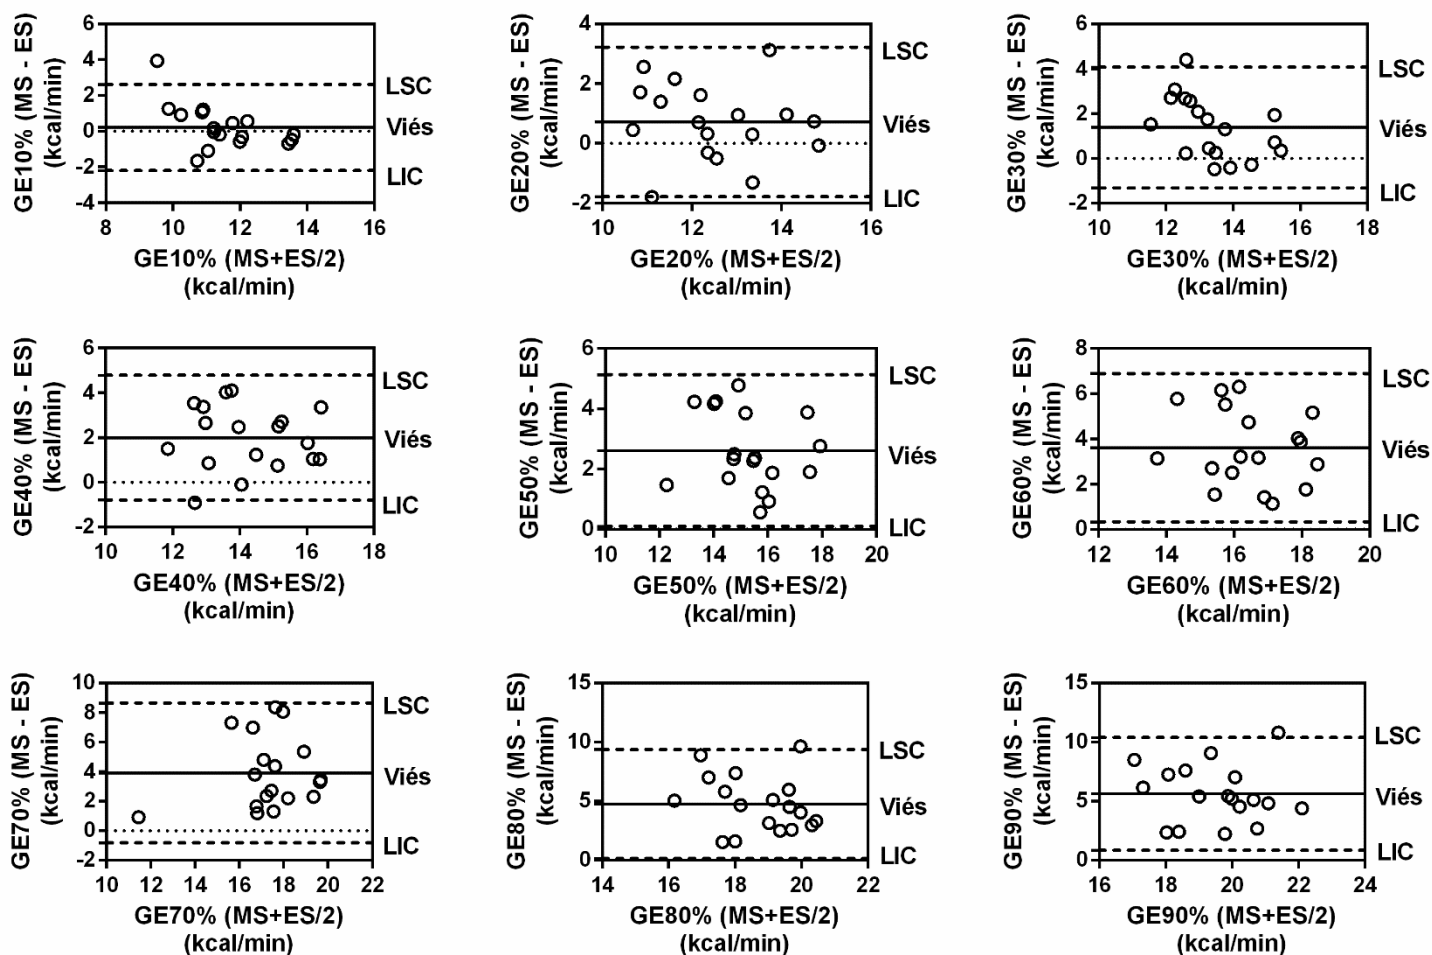 GE10% (MS - ES)
(kcal/min)
6
4
2
0
-2
-4
LSC
Viés
LIC
8
10
12
14
16
GE10% (MS+ES/2)
(kcal/min)
GE20% (MS - ES)
(kcal/min)
4
2
0
-2
LSC
Viés
LIC
10
12
14
16
GE20% (MS+ES/2)
(kcal/min)
GE30% (MS - ES)
(kcal/min)
6
4
2
0
-2
LSC
Viés
LIC
10
12
14
16
18
GE30% (MS+ES/2)
(kcal/min)
GE40% (MS - ES)
(kcal/min)
6
4
2
0
-2
LSC
Viés
LIC
10
12
14
16
18
GE40% (MS+ES/2)
(kcal/min)
GE50% (MS - ES)
(kcal/min)
6
4
2
0
LSC
Viés
LIC
10
12
14
16
18
20
GE50% (MS+ES/2)
(kcal/min)
GE60% (MS - ES)
(kcal/min)
8
6
4
2
0
LSC
Viés
LIC
12
14
16
18
20
GE60% (MS+ES/2)
(kcal/min)
GE70% (MS - ES)
(kcal/min)
10
8
6
4
2
0
-2
LSC
Viés
LIC
10
12
14
16
18
20
22
GE70% (MS+ES/2)
(kcal/min)
GE80% (MS - ES)
(kcal/min)
15
10
5
0
LSC
Viés
LIC
14
16
18
20
22
GE80% (MS+ES/2)
(kcal/min)
GE90% (MS - ES)
(kcal/min)
15
10
5
0
LSC
Viés
LIC
16
18
20
22
24
GE90% (MS+ES/2)
(kcal/min)